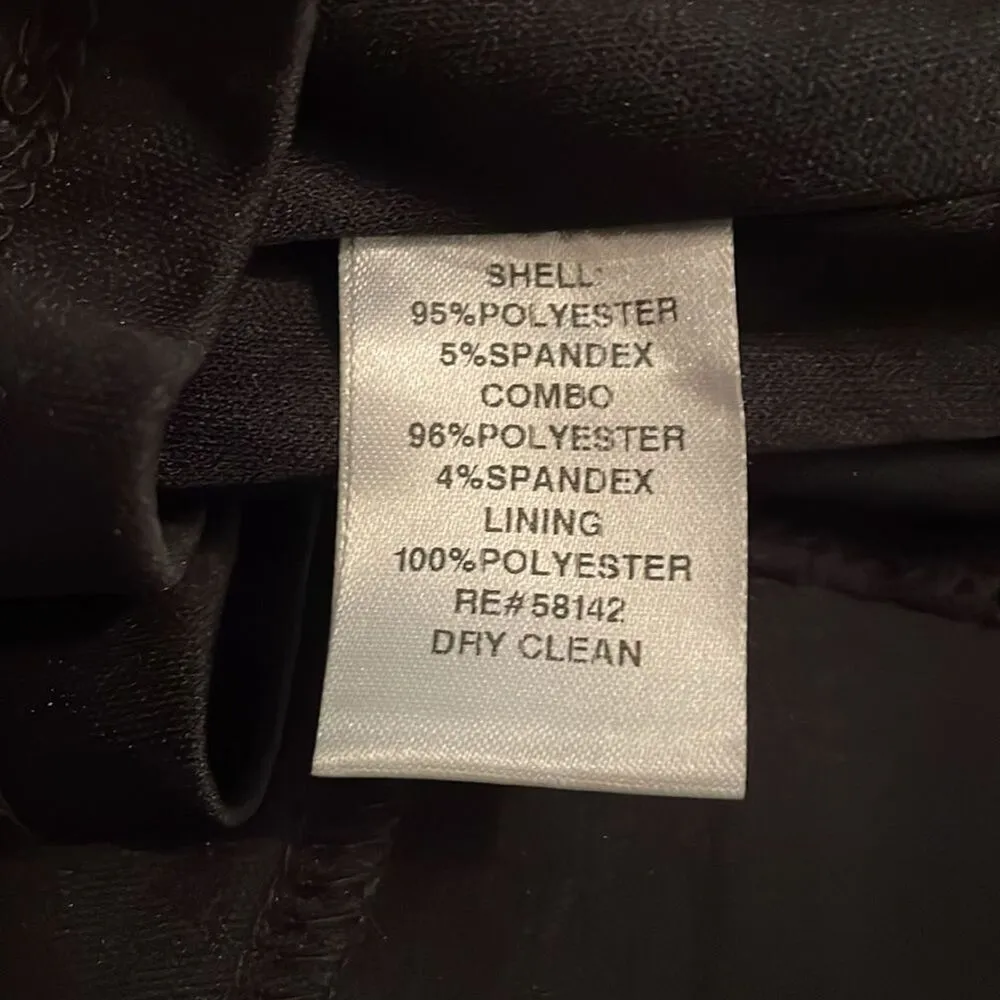 SHELL:
95%POLYESTER
5%SPANDEX
COMBO
96%POLYESTER
4%SPANDEX
LINING
100%POLYESTER
RE#58142
DRY CLEAN